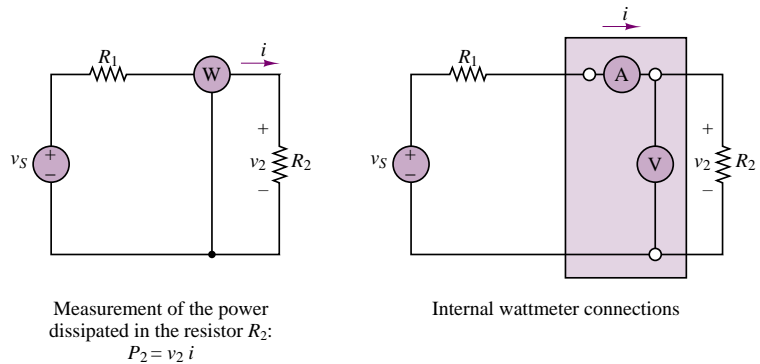 i
R1
W
+
vS
+
−
v2
R2
−
Measurement of the power
dissipated in the resistor R2:
P2 = v2 i
i
R1
A
+
vS
+
−
V
v2
R2
−
Internal wattmeter connections